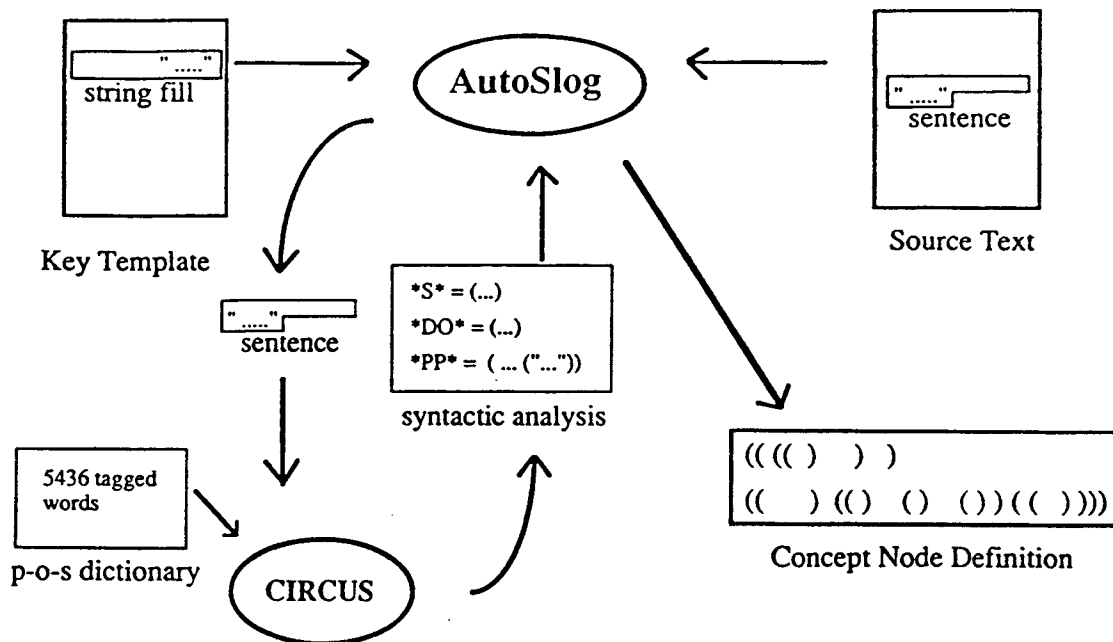 " ....."
string fill
Key Template
AutoSlog
" ....."
sentence
Source Text
" ....."
sentence
*S* = (...)
*DO* = (...)
*PP* = ( ... ("..."))
syntactic analysis
5436 tagged
words
p-o-s dictionary
CIRCUS
(( (( ) ) )
(( ) (( ) ( ) ( ) ) ( ( ) ) ) )
Concept Node Definition